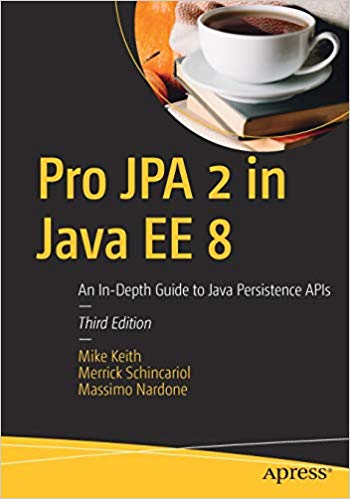 Pro JPA 2 in
Java EE 8
An In-Depth Guide to Java Persistence APIs
—
Third Edition
—
Mike Keith
Merrick Schincariol
Massimo Nardone
Apress®